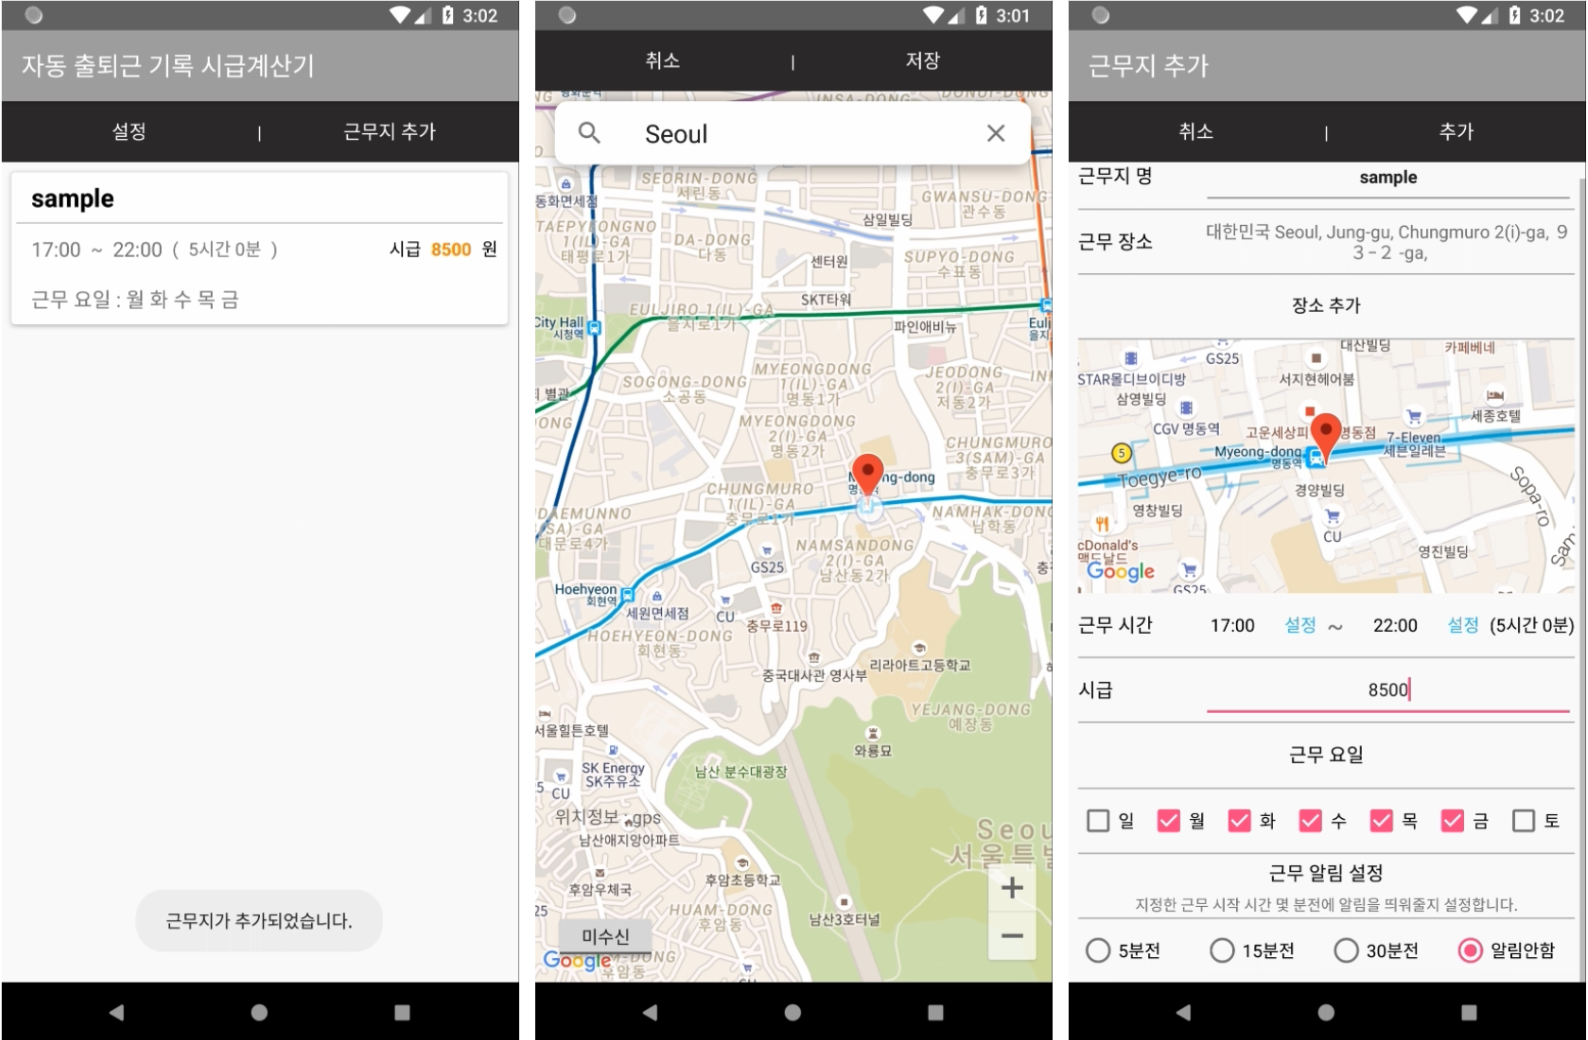 3:02
자동 출퇴근 기록 시급계산기
설정 | 근무지 추가
sample
17:00 ~ 22:00 ( 5시간 0분 ) 시급 8500 원
근무 요일 : 월 화 수 목 금
근무지가 추가되었습니다.
3:01
취소 | 저장
INSA-DONG
Seoul
SEORIN-DONG
서린동
동화면세점
GWANSU-DONG
관수동
삼일빌딩
TAEPYEONGNO
1(IL)-GA
태평로1가
DA-DONG
다동
센터원
SUPYO-DONG
수표동
SKT타워
EULJIRO 1(IL)-GA
을지로1가
City Hall
시청역
파인애비뉴
Eulj
을지
별관
SOGONG-DONG
소공동
MYEONGDONG
1(IL)-GA
명동1가
JEODONG
2(I)-GA
저동2가
MYEONGDONG
2(I)-GA
명동2가
CHUNGMURO
3(SAM)-GA
충무로3가
ng-dong
CHUNGMURO
1(IL)-GA
충무로1가
NAMHAK-DONG
남학동
DAEMUNNO
(SA)-GA
대문로4가
NAMSANDONG
2(I)-GA
남산동2가
GS25
Hoehyeon
회현역
세원면세점
CU
충무로119
HOEHYEON-DONG
회현동
중국대사관 영사부
리라아트고등학교
YEJANG-DONG
예장동
서울힐튼호텔
와룡묘
SK Energy
SK주유소
남산 분수대광장
CU
위치정보 : gps
남산애지앙아파트
Seou
서울특별
후암초등학교
후암우체국
HUAM-DONG
후암동
남산3호터널
+
−
미수신
Google
3:02
근무지 추가
취소 | 추가
근무지 명 sample
근무 장소 대한민국 Seoul, Jung-gu, Chungmuro 2(i)-ga, 9
3-2 -ga,
장소 추가
GS25
대산빌딩
카페베네
STAR몰디브이디방
서지현헤어붐
삼영빌딩
세종호텔
CGV 명동역
고운세상피
명동점
7-Eleven
세븐일레븐
5
Myeong-dong
명동역
Toegye-ro
경양빌딩
Sopa-ro
영창빌딩
CU
영진빌딩
cDonald's
맥도날드
Google
GS25
근무 시간 17:00 설정 ~ 22:00 설정 (5시간 0분)
시급 8500
근무 요일
일 월 화 수 목 금 토
근무 알림 설정
지정한 근무 시작 시간 몇 분전에 알림을 띄워줄지 설정합니다.
5분전 15분전 30분전 알림안함